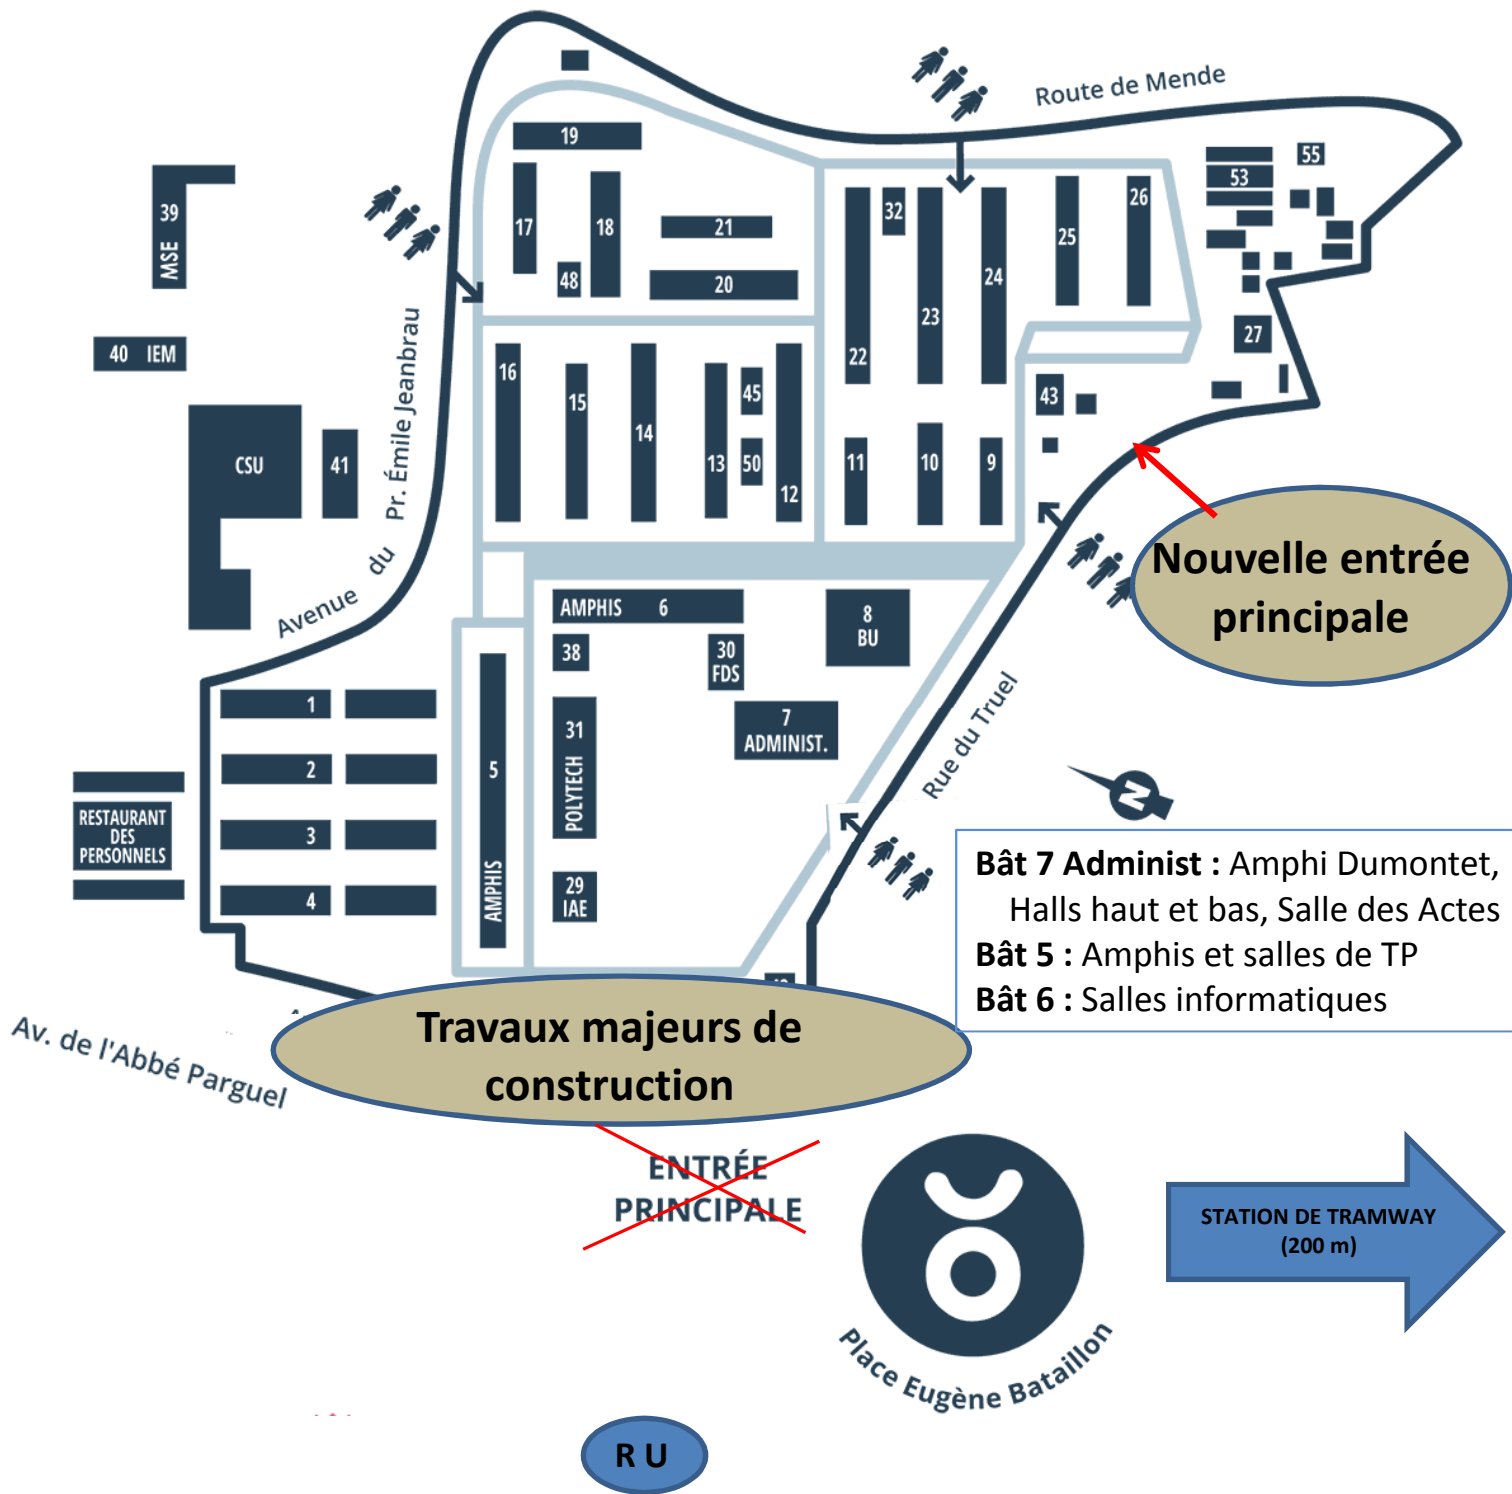 Route de Mende
19
55
53
39
MSE
17
18
32
26
21
25
48
20
24
23
40 IEM
27
22
16
15
14
13
45
43
12
50
11
10
9
CSU
41
Avenue du Pr. Émile Jeanbrau
Nouvelle entrée
principale
AMPHIS 6
8
BU
38
30
FDS
1
31
POLYTECH
7
ADMINIST.
Rue du Truel
2
5
AMPHIS
N
RESTAURANT
DES
PERSONNELS
3
4
29
IAE
Bât 7 Administ : Amphi Dumontet,
Halls haut et bas, Salle des Actes
Bât 5 : Amphis et salles de TP
Bât 6 : Salles informatiques
Av. de l'Abbé Parguel
Travaux majeurs de
construction
ENTRÉE
PRINCIPALE
STATION DE TRAMWAY
(200 m)
Place Eugène Bataillon
R U